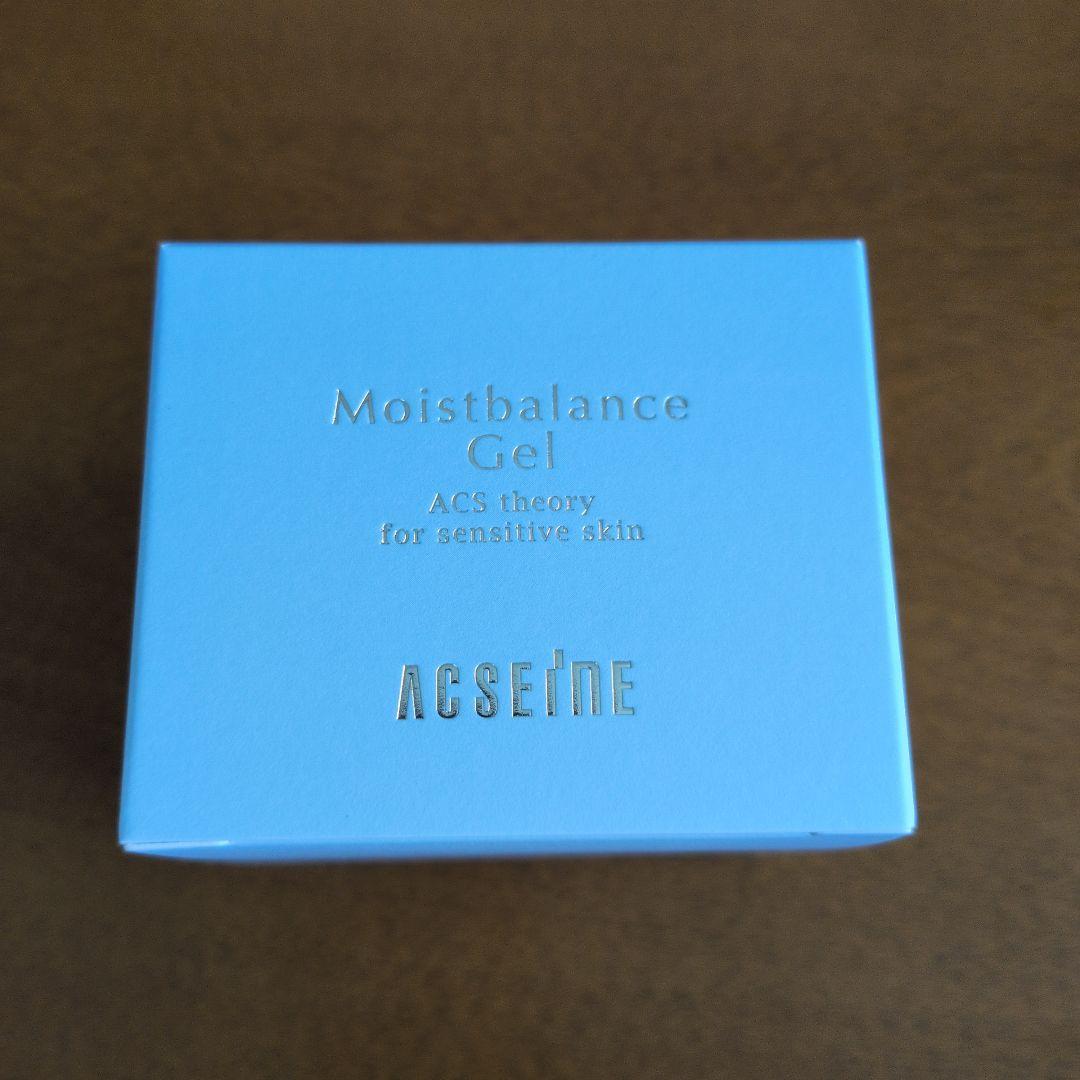 Moistbalance
Gel
ACS theory
for sensitive skin
ACSEINE